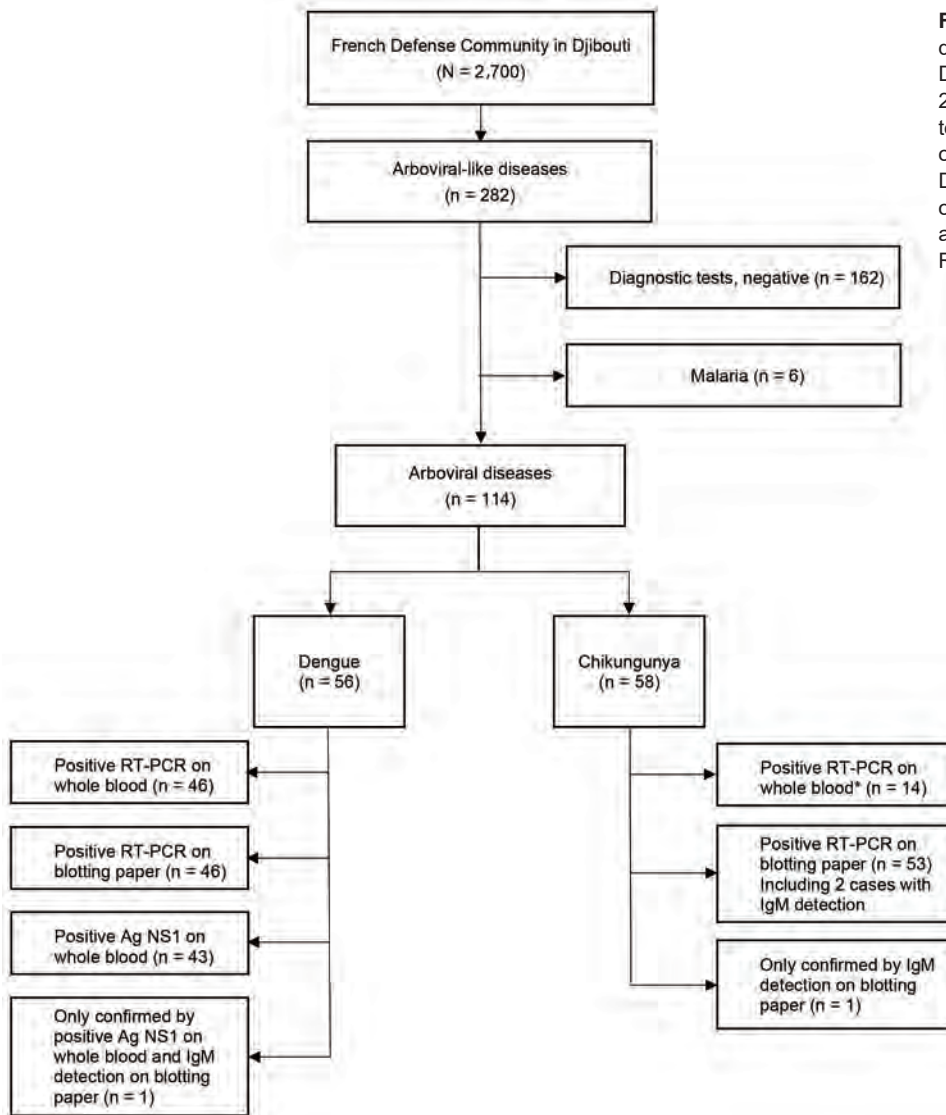 French Defense Community in Djibouti
(N = 2,700)
Arboviral-like diseases
(n = 282)
Diagnostic tests, negative (n = 162)
Malaria (n = 6)
Arboviral diseases
(n = 114)
Dengue
(n = 56)
Chikungunya
(n = 58)
Positive RT-PCR on
whole blood (n = 46)
Positive RT-PCR on
blotting paper (n = 46)
Positive Ag NS1 on
whole blood (n = 43)
Only confirmed by
positive Ag NS1 on
whole blood and IgM
detection on blotting
paper (n = 1)
Positive RT-PCR on
whole blood* (n = 14)
Positive RT-PCR on
blotting paper (n = 53)
Including 2 cases with
IgM detection
Only confirmed by IgM
detection on blotting
paper (n = 1)